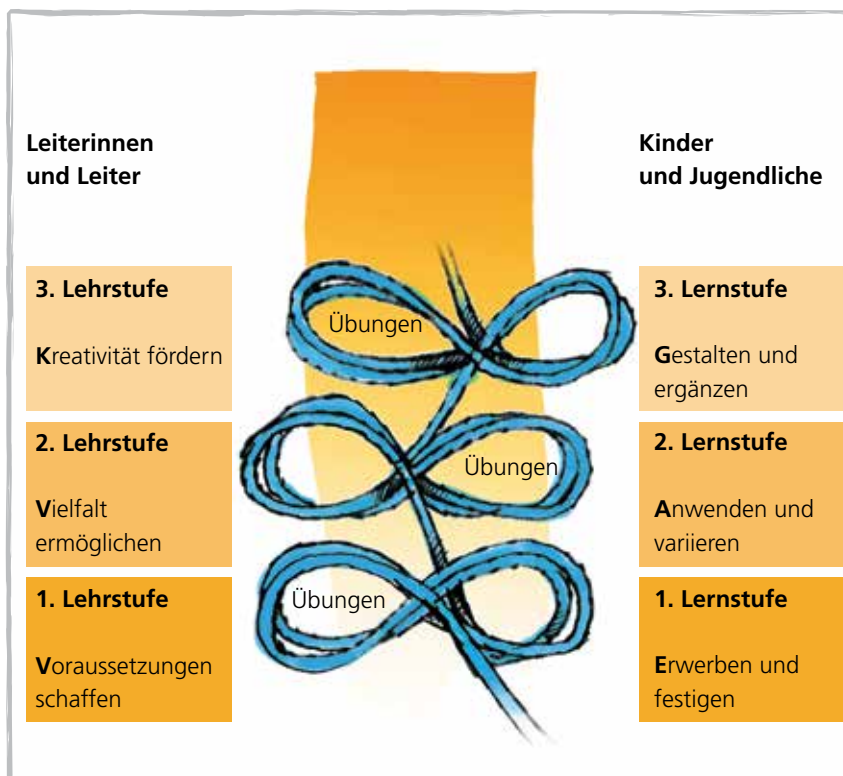 Leiterinnen
und Leiter
Kinder
und Jugendliche
3. Lehrstufe
Kreativität fördern
Übungen
3. Lernstufe
Gestalten und
ergänzen
2. Lehrstufe
Vielfalt
ermöglichen
Übungen
2. Lernstufe
Anwenden und
variieren
1. Lehrstufe
Voraussetzungen
schaffen
Übungen
1. Lernstufe
Erwerben und
festigen